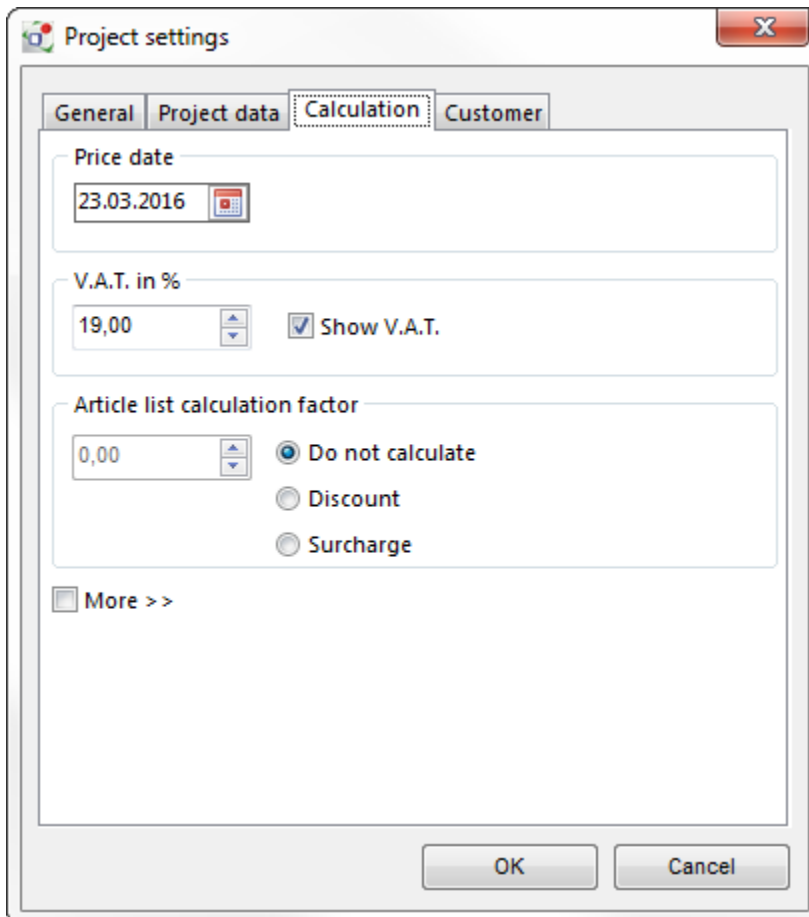 Project settings
General Project data Calculation Customer
Price date
23.03.2016
V.A.T. in %
19,00 Show V.A.T.
Article list calculation factor
0,00 Do not calculate
Discount
Surcharge
More >>
OK Cancel